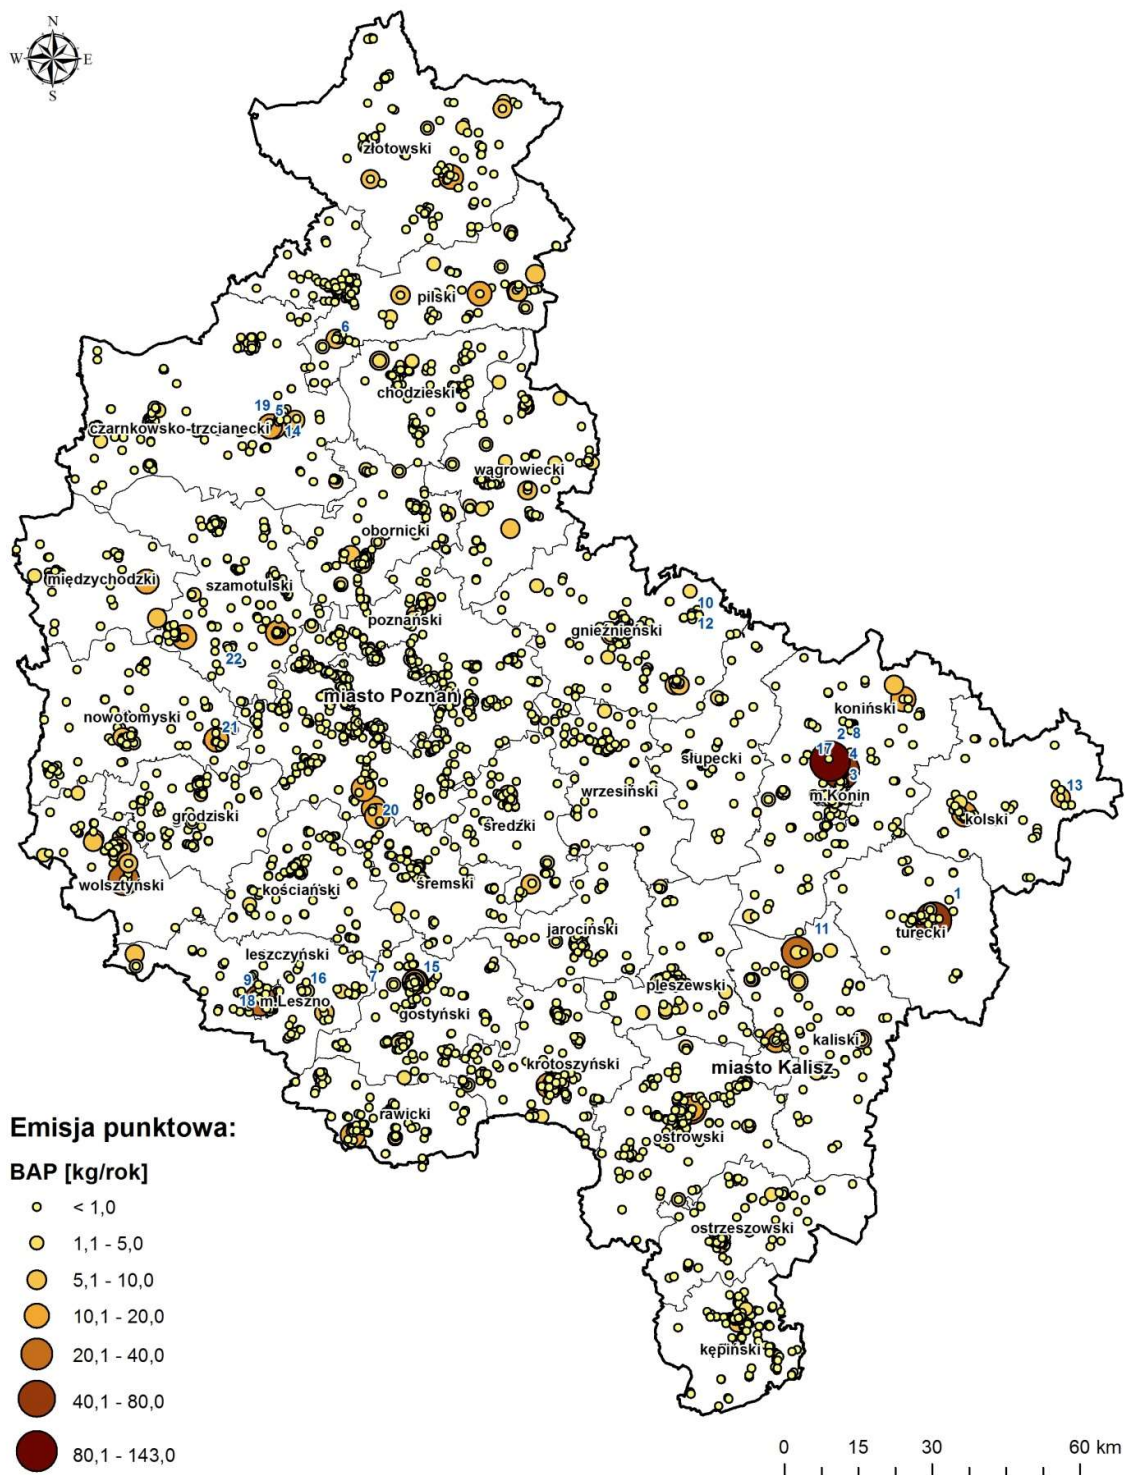 N
W E
S
złotowski
pilski
6
chodzieski
19 5
czarnkowsko-trzcianecki 14
wągrowiecki
obornicki
międzychodzki
szamotulski
10
poznański
12
gnieźnieński
22
miasto Poznań
koniński
nowotomyski
21
2 8
17 4
słupecki
3
m.Konin
wrzesiński
13
20
grodziski
średzki
kolski
wolsztyński
kościański
śremski
1
jarociński
11
turecki
leszczyński
15
9 16 7
pleszewski
18 m.Leszno
gostyński
kaliski
krotoszyński
miasto Kalisz
rawicki
ostrowski
ostrzeszowski
kępiński
Emisja punktowa:
BAP [kg/rok]
< 1,0
1,1 - 5,0
5,1 - 10,0
10,1 - 20,0
20,1 - 40,0
40,1 - 80,0
80,1 - 143,0
0 15 30 60 km